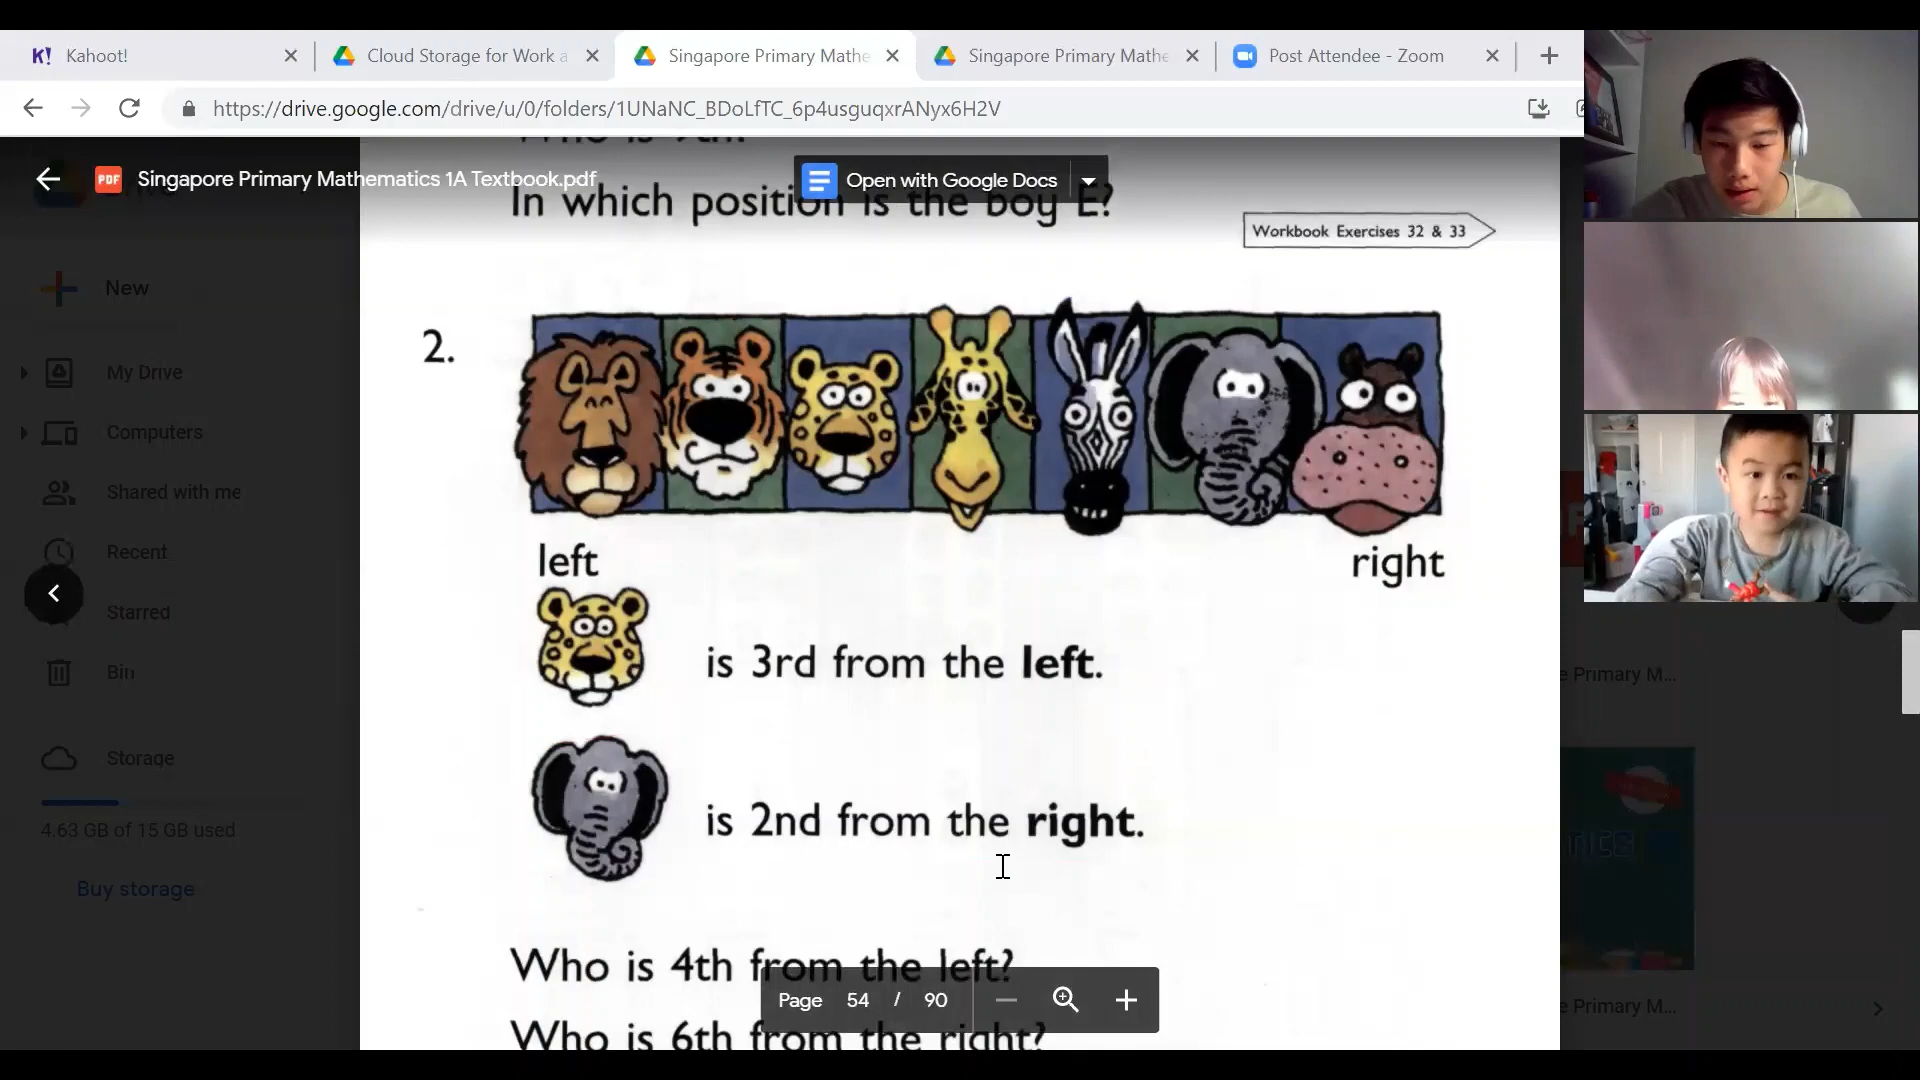 Kahoot!
Cloud Storage for Work a
Singapore Primary Mathe
Singapore Primary Mathe
Post Attendee - Zoom
https://drive.google.com/drive/u/0/folders/1UNaNC_BDoLfTC_6p4usguqxrANyx6H2V
PDF
Singapore Primary Mathematics 1A Textbook.pdf
Open with Google Docs
In which position is the boy E?
Workbook Exercises 32 & 33
New
My Drive
Computers
Shared with me
Recent
Starred
Bin
Storage
4.63 GB of 15 GB used
Buy storage
2.
left
right
is 3rd from the left.
is 2nd from the right.
Who is 4th from the left?
Who is 6th from the right?
Page 54 / 90
e Primary M...
e Primary M...